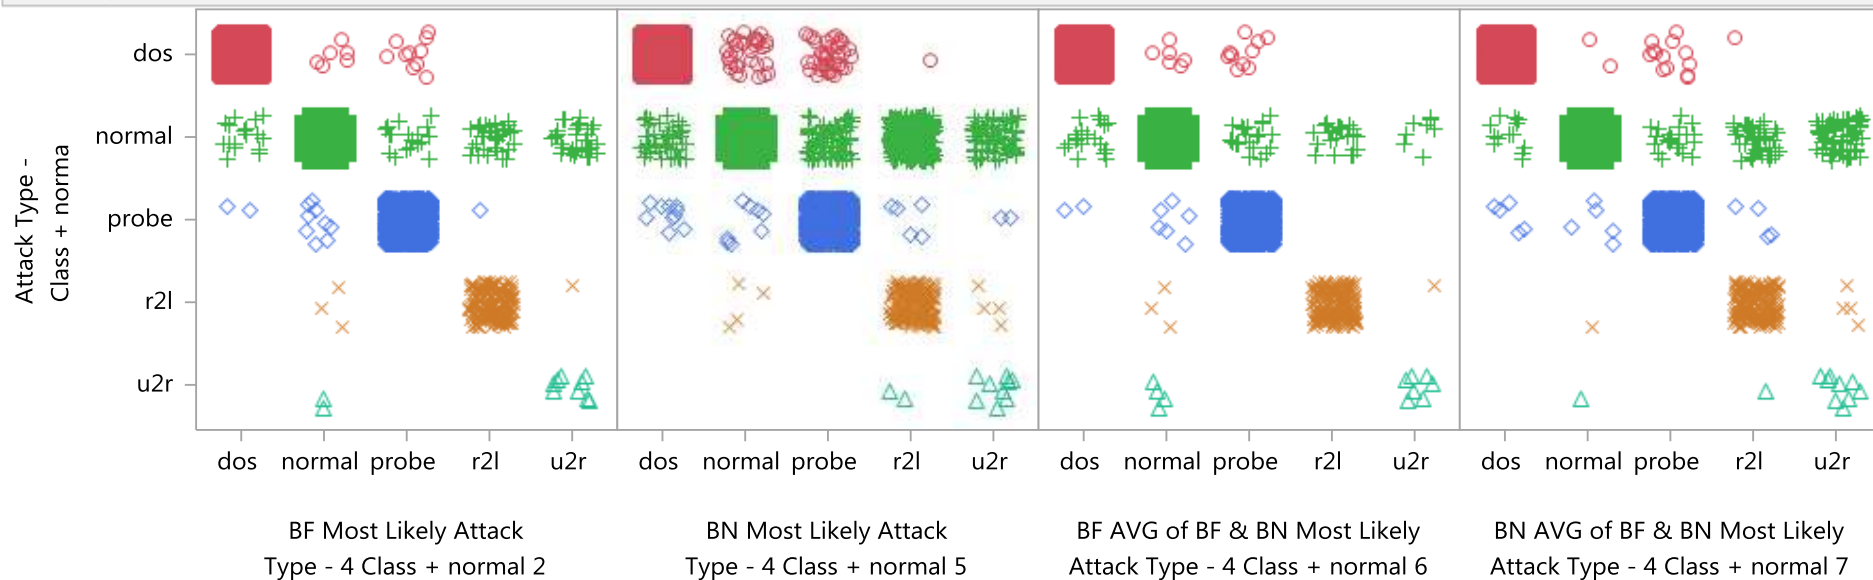 Attack Type -
Class + norma
dos
normal
probe
r2l
u2r
dos normal probe r2l u2r
dos normal probe r2l u2r
dos normal probe r2l u2r
dos normal probe r2l u2r
BF Most Likely Attack
Type - 4 Class + normal 2
BN Most Likely Attack
Type - 4 Class + normal 5
BF AVG of BF & BN Most Likely
Attack Type - 4 Class + normal 6
BN AVG of BF & BN Most Likely
Attack Type - 4 Class + normal 7